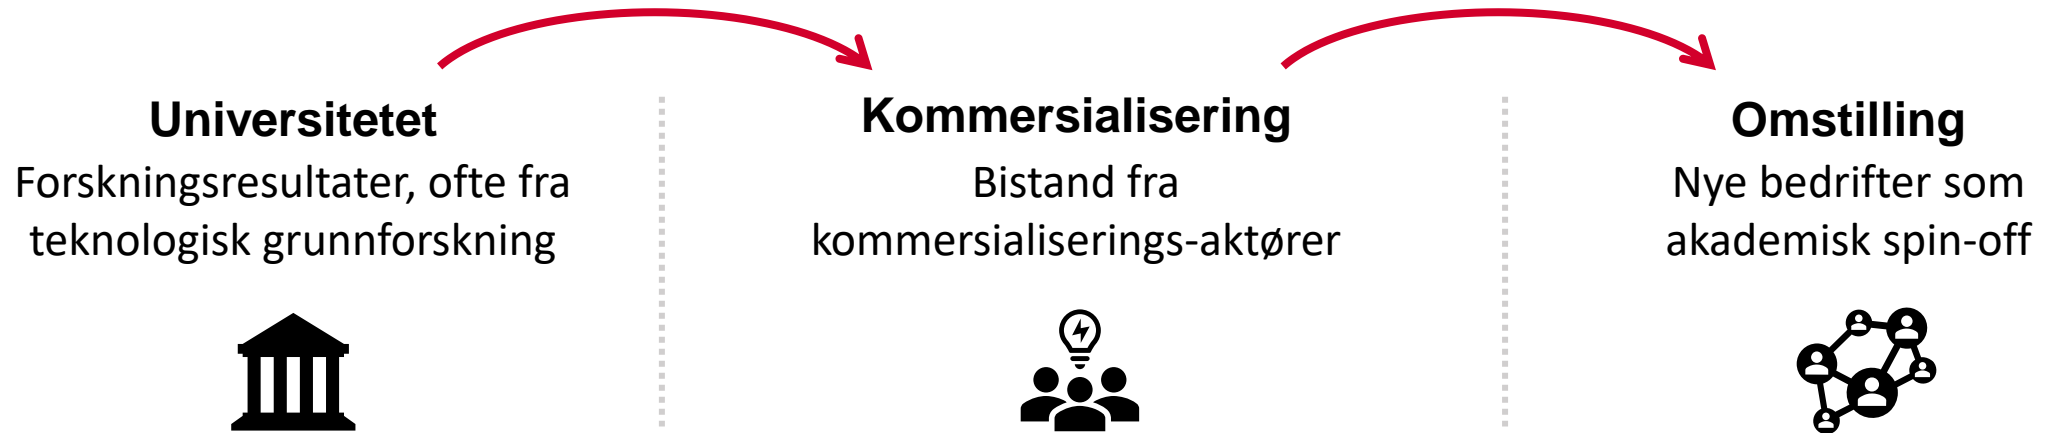 Universitetet
Forskningsresultater, ofte fra
teknologisk grunnforskning
Kommersialisering
Bistand fra
kommersialiserings-aktører
Omstilling
Nye bedrifter som
akademisk spin-off